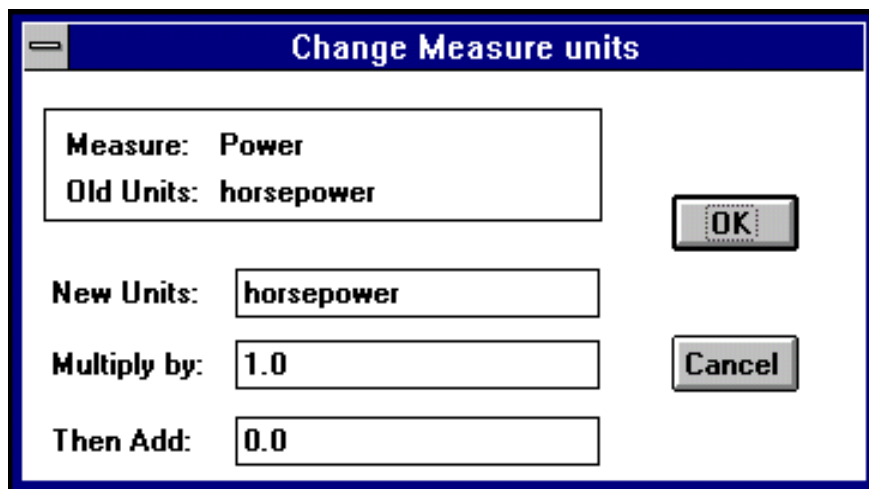 Change Measure units
Measure: Power
Old Units: horsepower
OK
New Units: horsepower
Multiply by: 1.0
Cancel
Then Add: 0.0